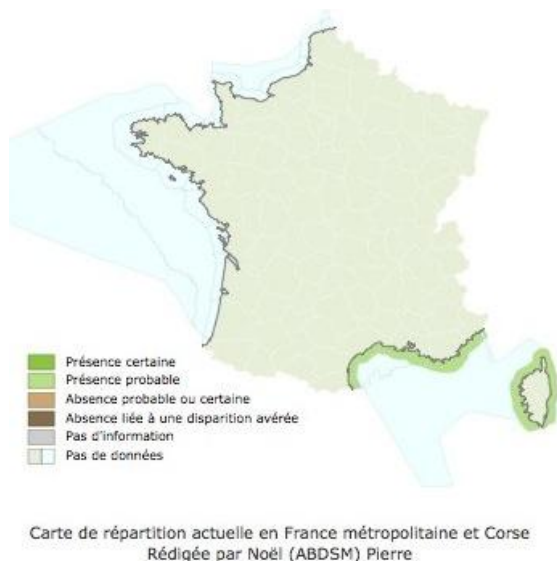 Présence certaine
Présence probable
Absence probable ou certaine
Absence liée à une disparition avérée
Pas d'information
Pas de données
Carte de répartition actuelle en France métropolitaine et Corse
Rédigée par Noël (ABDSM) Pierre